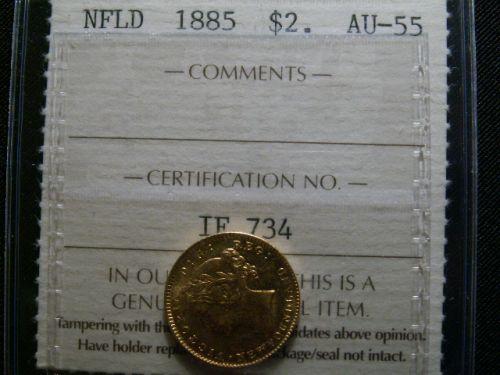 NFLD 1885 $2. AU-55
— COMMENTS —
— CERTIFICATION NO. —
IF 734
IN OU HIS IS A
GENU L ITEM.
Tampering with th dates above opinion.
Have holder repl kage/seal not intact.